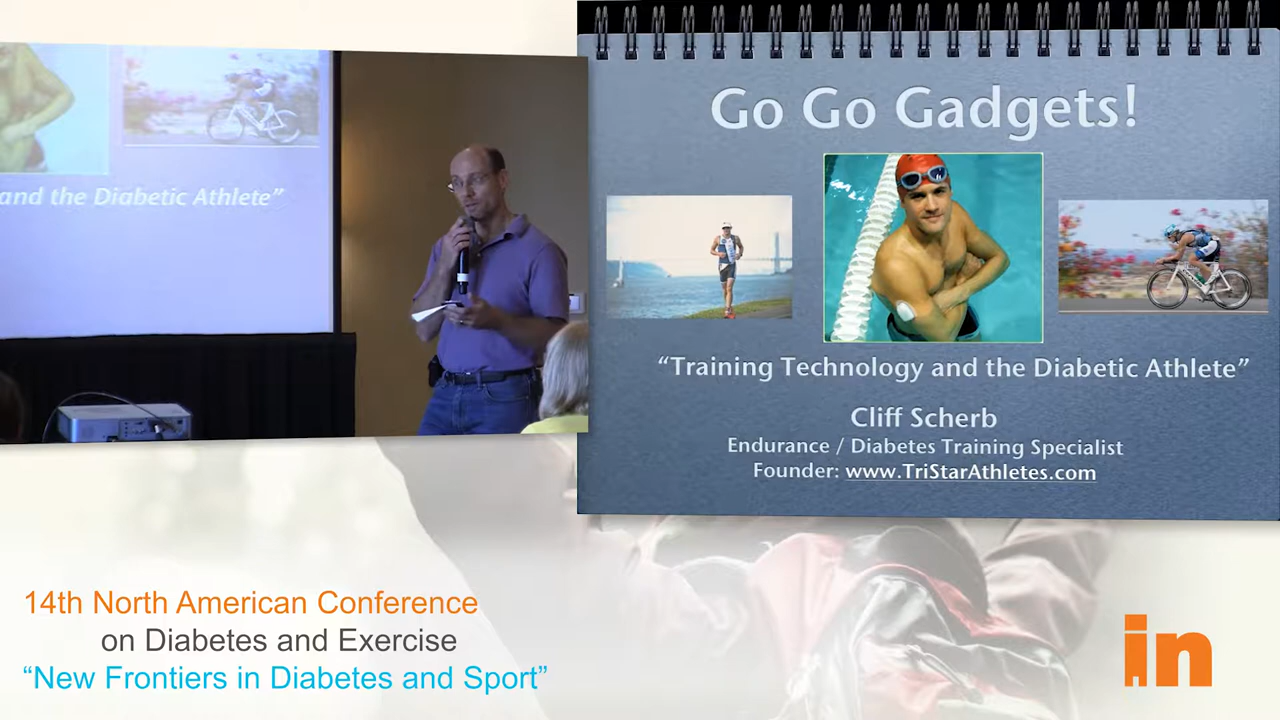 and the Diabetic Athlete”
Go Go Gadgets!
“Training Technology and the Diabetic Athlete”
Cliff Scherb
Endurance / Diabetes Training Specialist
Founder: www.TriStarAthletes.com
14th North American Conference
on Diabetes and Exercise
“New Frontiers in Diabetes and Sport”
in